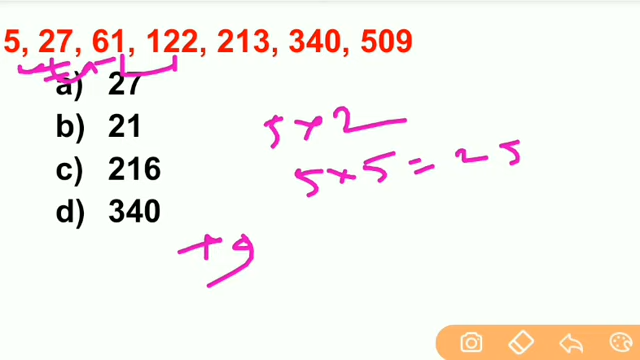 5, 27, 61, 122, 213, 340, 509
a) 27
b) 21
c) 216
d) 340
5 × 2
5 × 5 = 25
+ 9